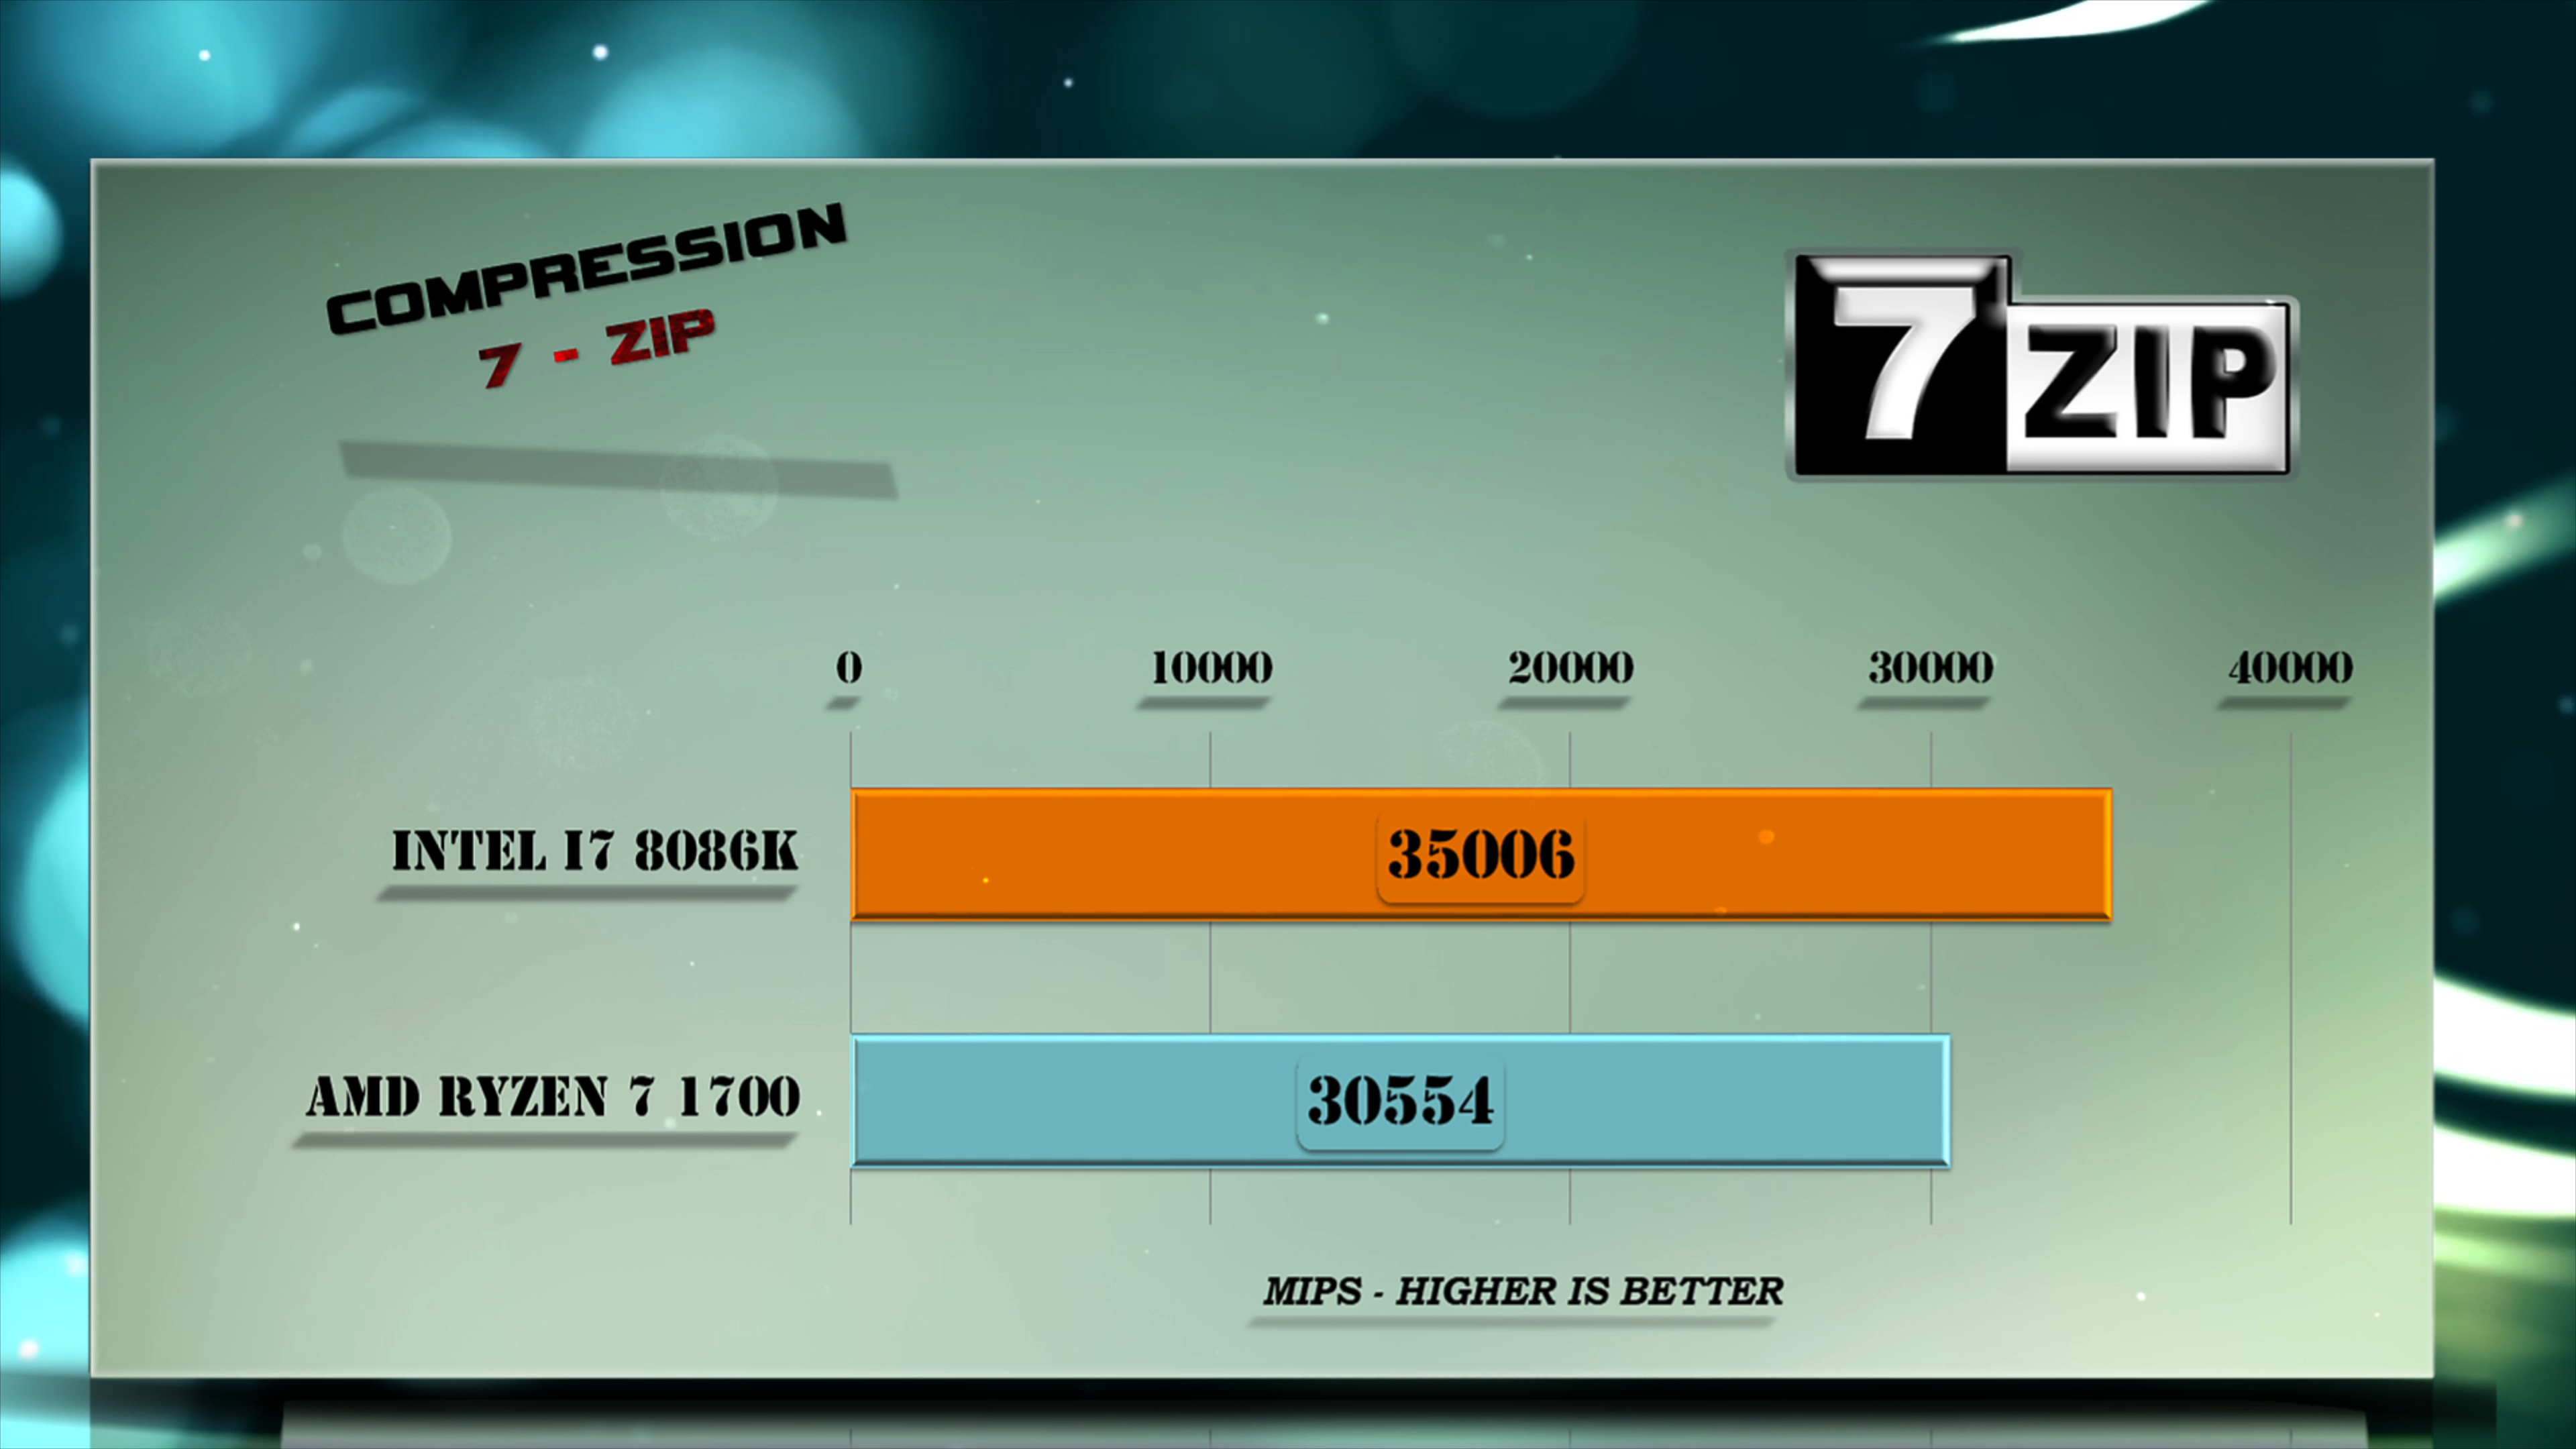 COMPRESSION
7 - ZIP
7 ZIP
0 10000 20000 30000 40000
INTEL I7 8086K 35006
AMD RYZEN 7 1700 30554
MIPS - HIGHER IS BETTER